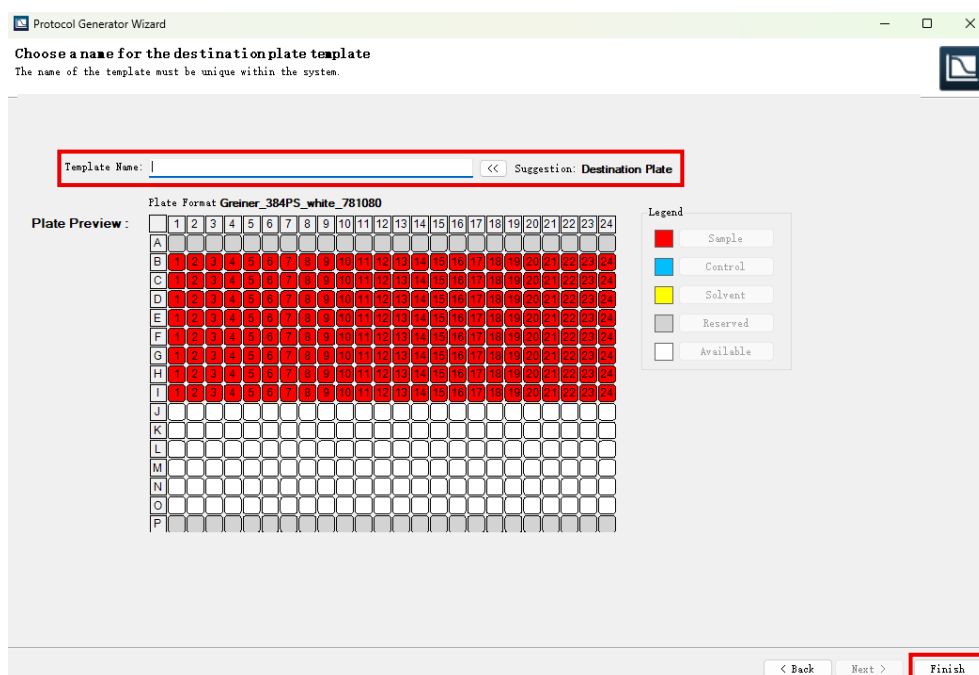 Protocol Generator Wizard
Choose a name for the destination plate template
The name of the template must be unique within the system.
Template Name: << Suggestion: Destination Plate
Plate Format Greiner_384PS_white_781080
Plate Preview :
1 2 3 4 5 6 7 8 9 10 11 12 13 14 15 16 17 18 19 20 21 22 23 24
A
B 1 2 3 4 5 6 7 8 9 10 11 12 13 14 15 16 17 18 19 20 21 22 23 24
C 1 2 3 4 5 6 7 8 9 10 11 12 13 14 15 16 17 18 19 20 21 22 23 24
D 1 2 3 4 5 6 7 8 9 10 11 12 13 14 15 16 17 18 19 20 21 22 23 24
E 1 2 3 4 5 6 7 8 9 10 11 12 13 14 15 16 17 18 19 20 21 22 23 24
F 1 2 3 4 5 6 7 8 9 10 11 12 13 14 15 16 17 18 19 20 21 22 23 24
G 1 2 3 4 5 6 7 8 9 10 11 12 13 14 15 16 17 18 19 20 21 22 23 24
H 1 2 3 4 5 6 7 8 9 10 11 12 13 14 15 16 17 18 19 20 21 22 23 24
I 1 2 3 4 5 6 7 8 9 10 11 12 13 14 15 16 17 18 19 20 21 22 23 24
J
K
L
M
N
O
P
Legend
Sample
Control
Solvent
Reserved
Available
< Back Next > Finish